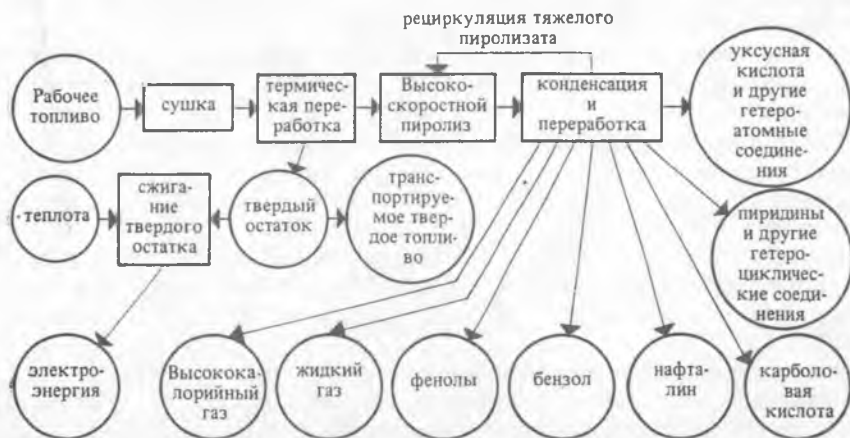 рециркуляция тяжелого
пиролизата
Рабочее
топливо
сушка
термичес-
кая пере-
работка
Высоко-
скоростной
пиролиз
конденсация
и
переработка
уксусная
кислота
и другие
гетеро-
атомные
соедине-
ния
теплота
сжига-
ние
твердого
остатка
твердый
остаток
транс-
портируе-
мое твер-
дое топли-
во
пиридины
и другие
гетеро-
цикличес-
кие соеди-
нения
электро-
энергия
Высокока-
лорийный
газ
жидкий
газ
фенолы
бензол
нафта-
лин
карболо-
вая
кислота